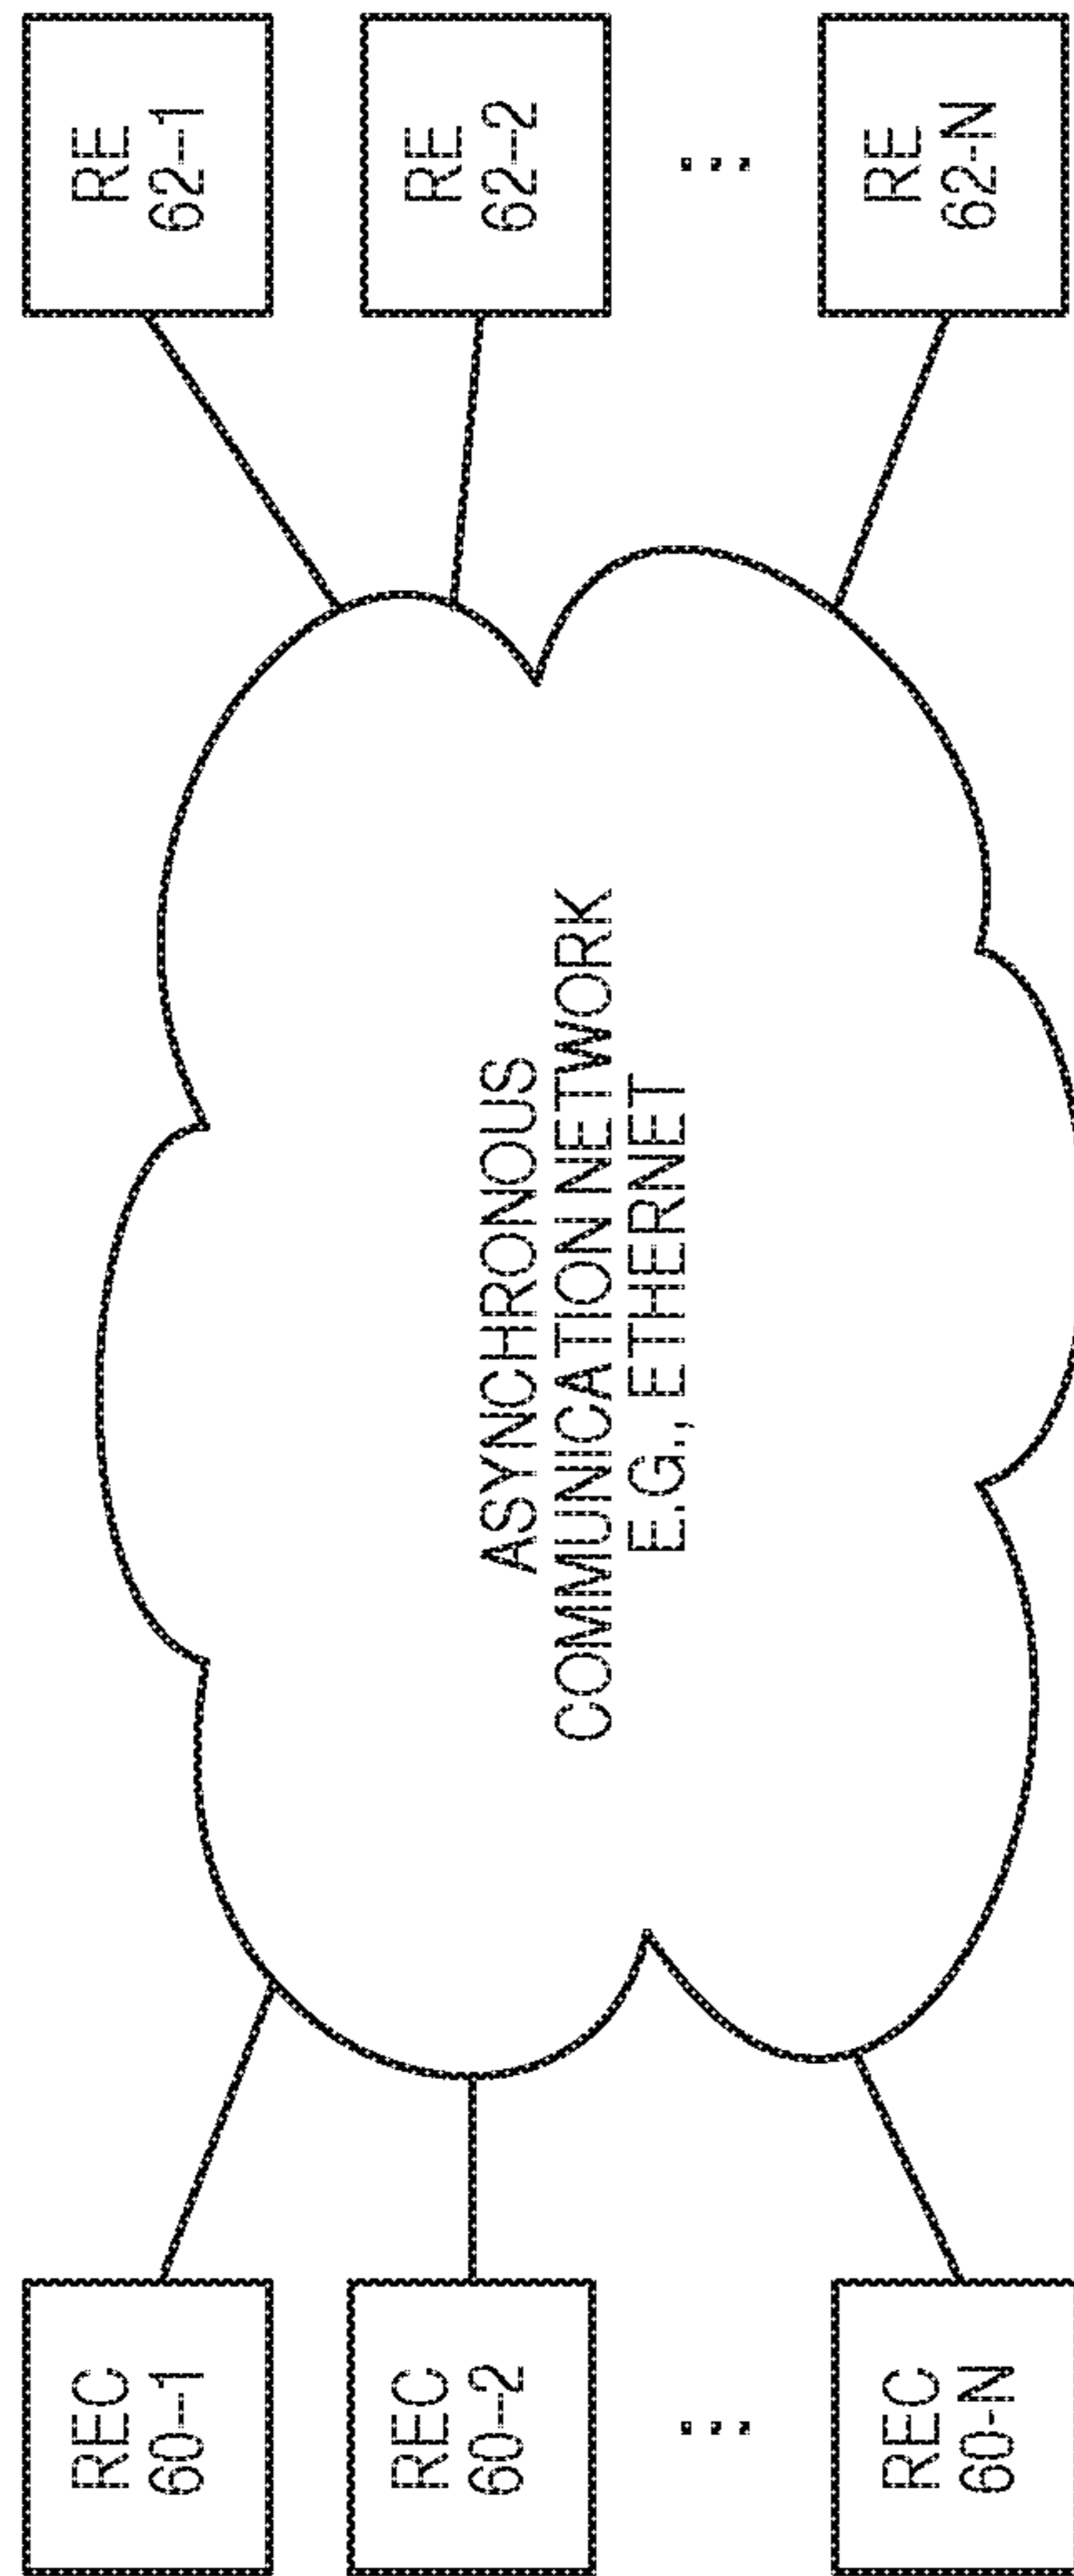 REC
60-1
REC
60-2
...
REC
60-N
ASYNCHRONOUS
COMMUNICATION NETWORK
E.G., ETHERNET
RE
62-1
RE
62-2
...
RE
62-N